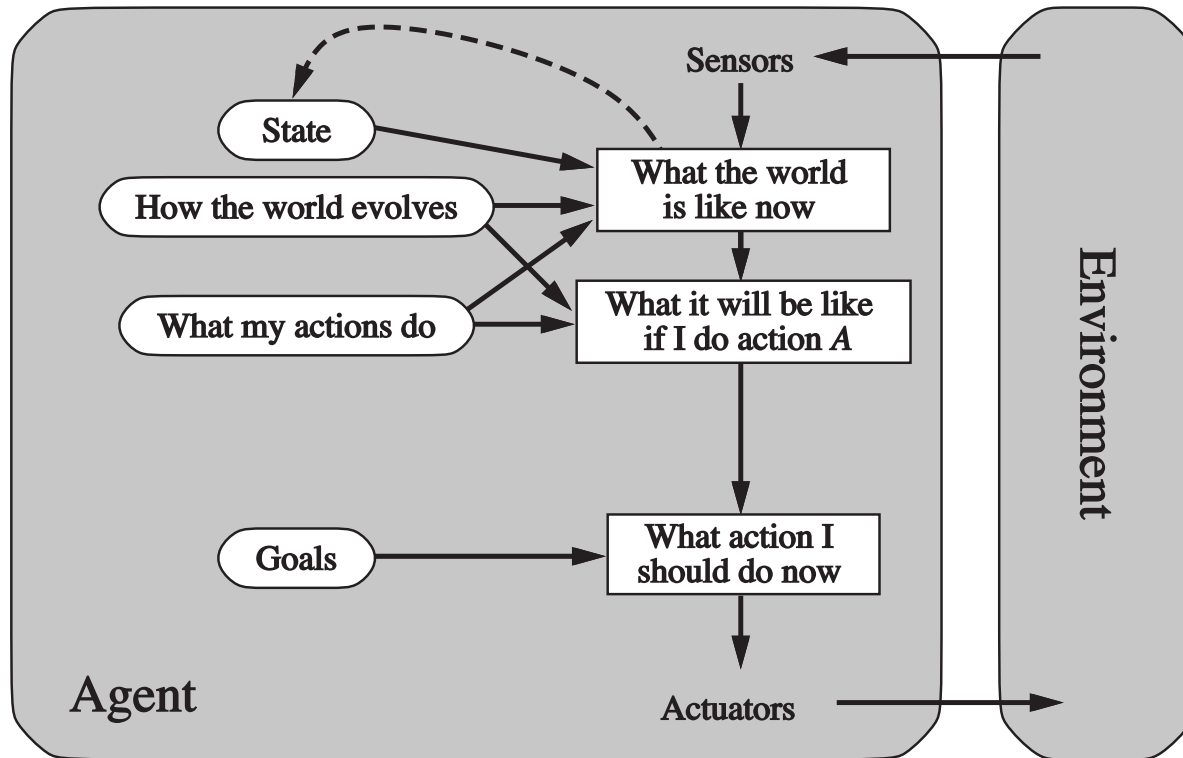 Sensors
State
What the world
is like now
How the world evolves
What it will be like
if I do action A
What my actions do
Environment
What action I
should do now
Goals
Agent
Actuators